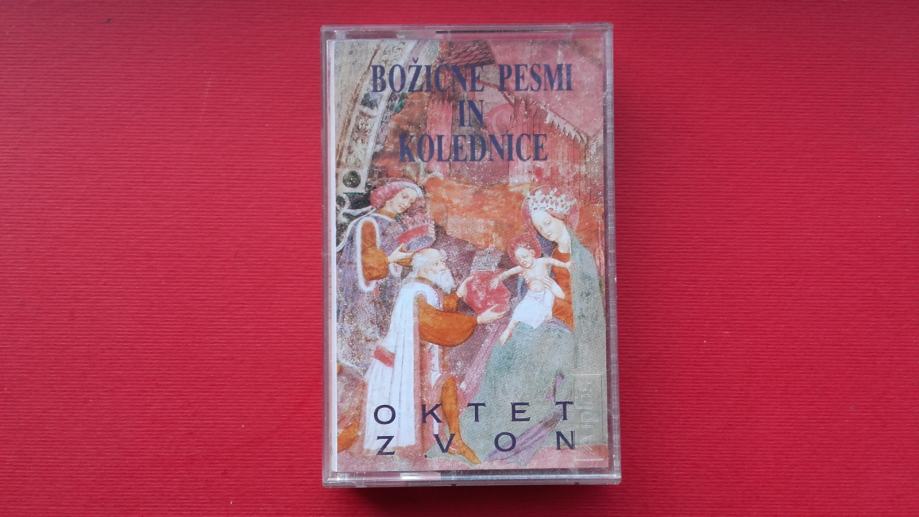 BOŽIČNE PESMI
IN
KOLEDNICE
OKTET
ZVON